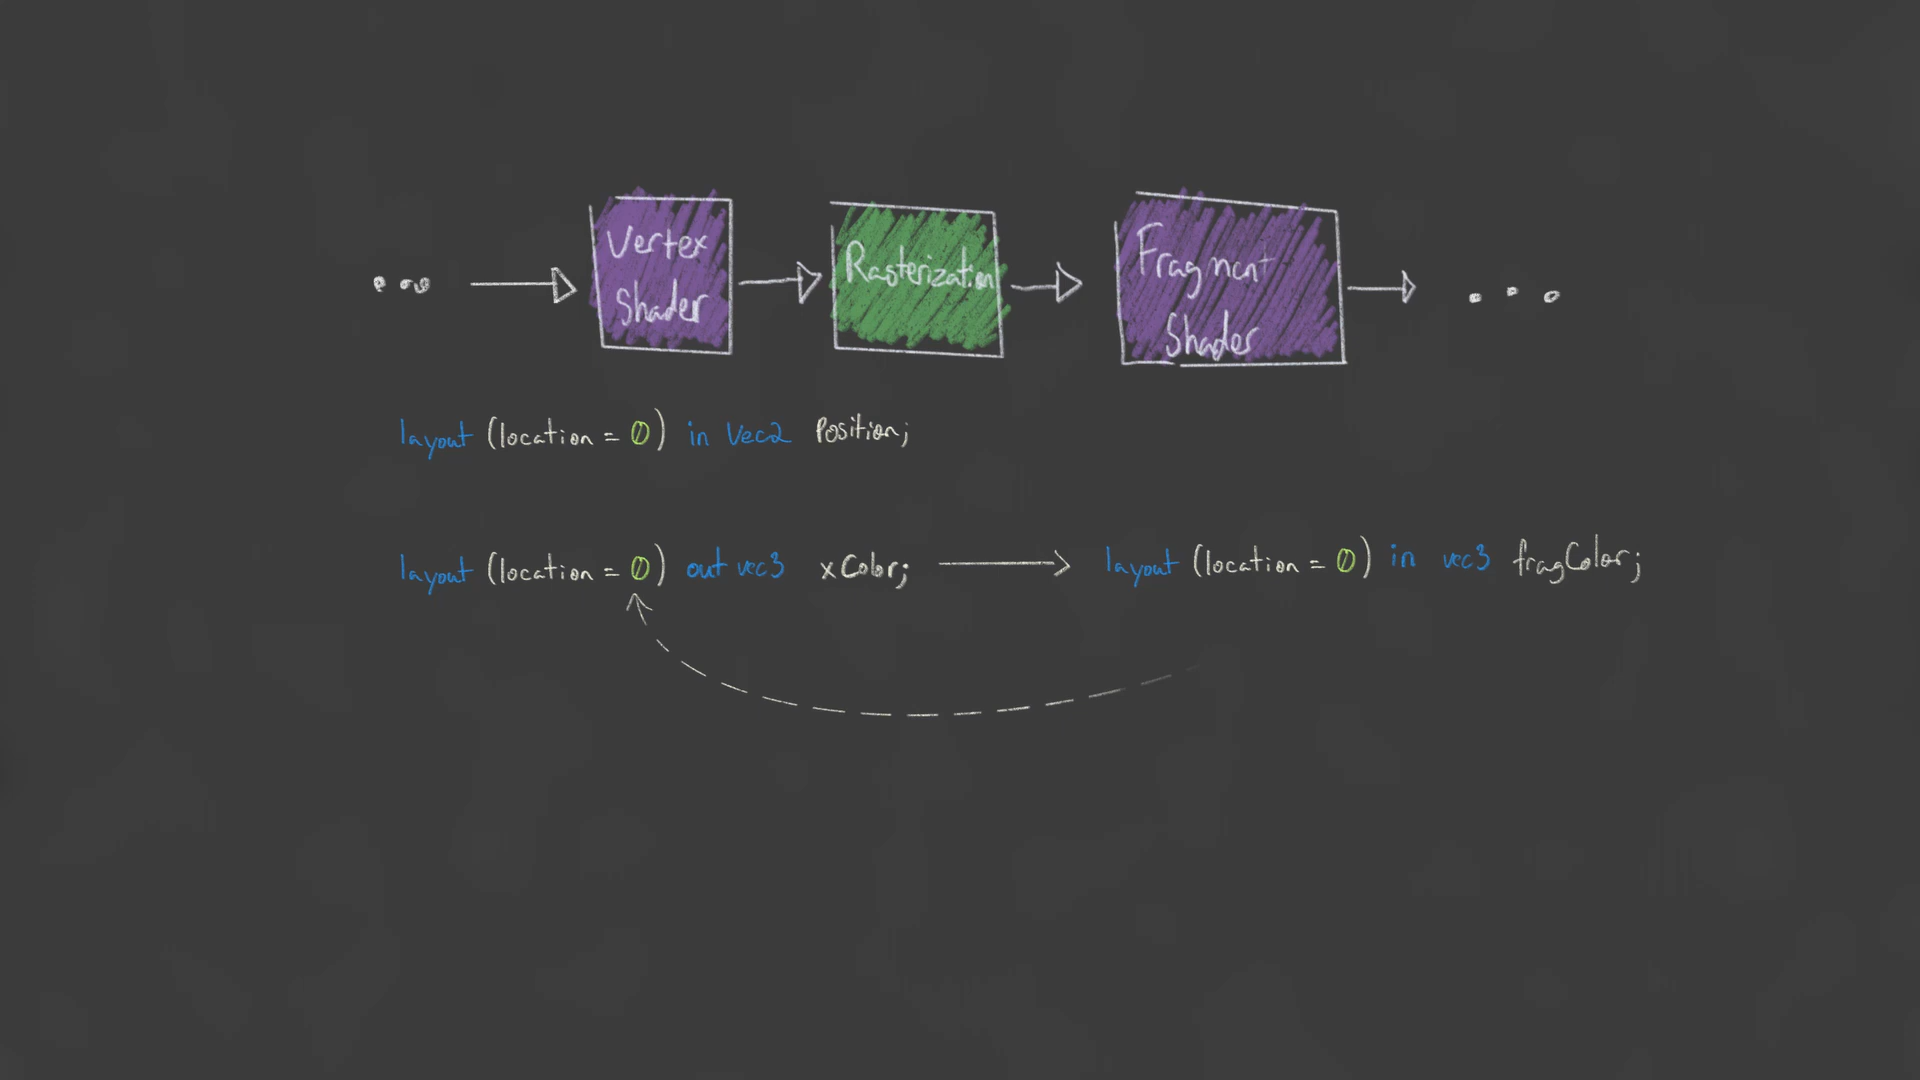 Vertex
Shader
Rasterization
Fragment
Shader
layout (location = 0) in vec2 Position;
layout (location = 0) out vec3 xColor;
layout (location = 0) in vec3 fragColor;